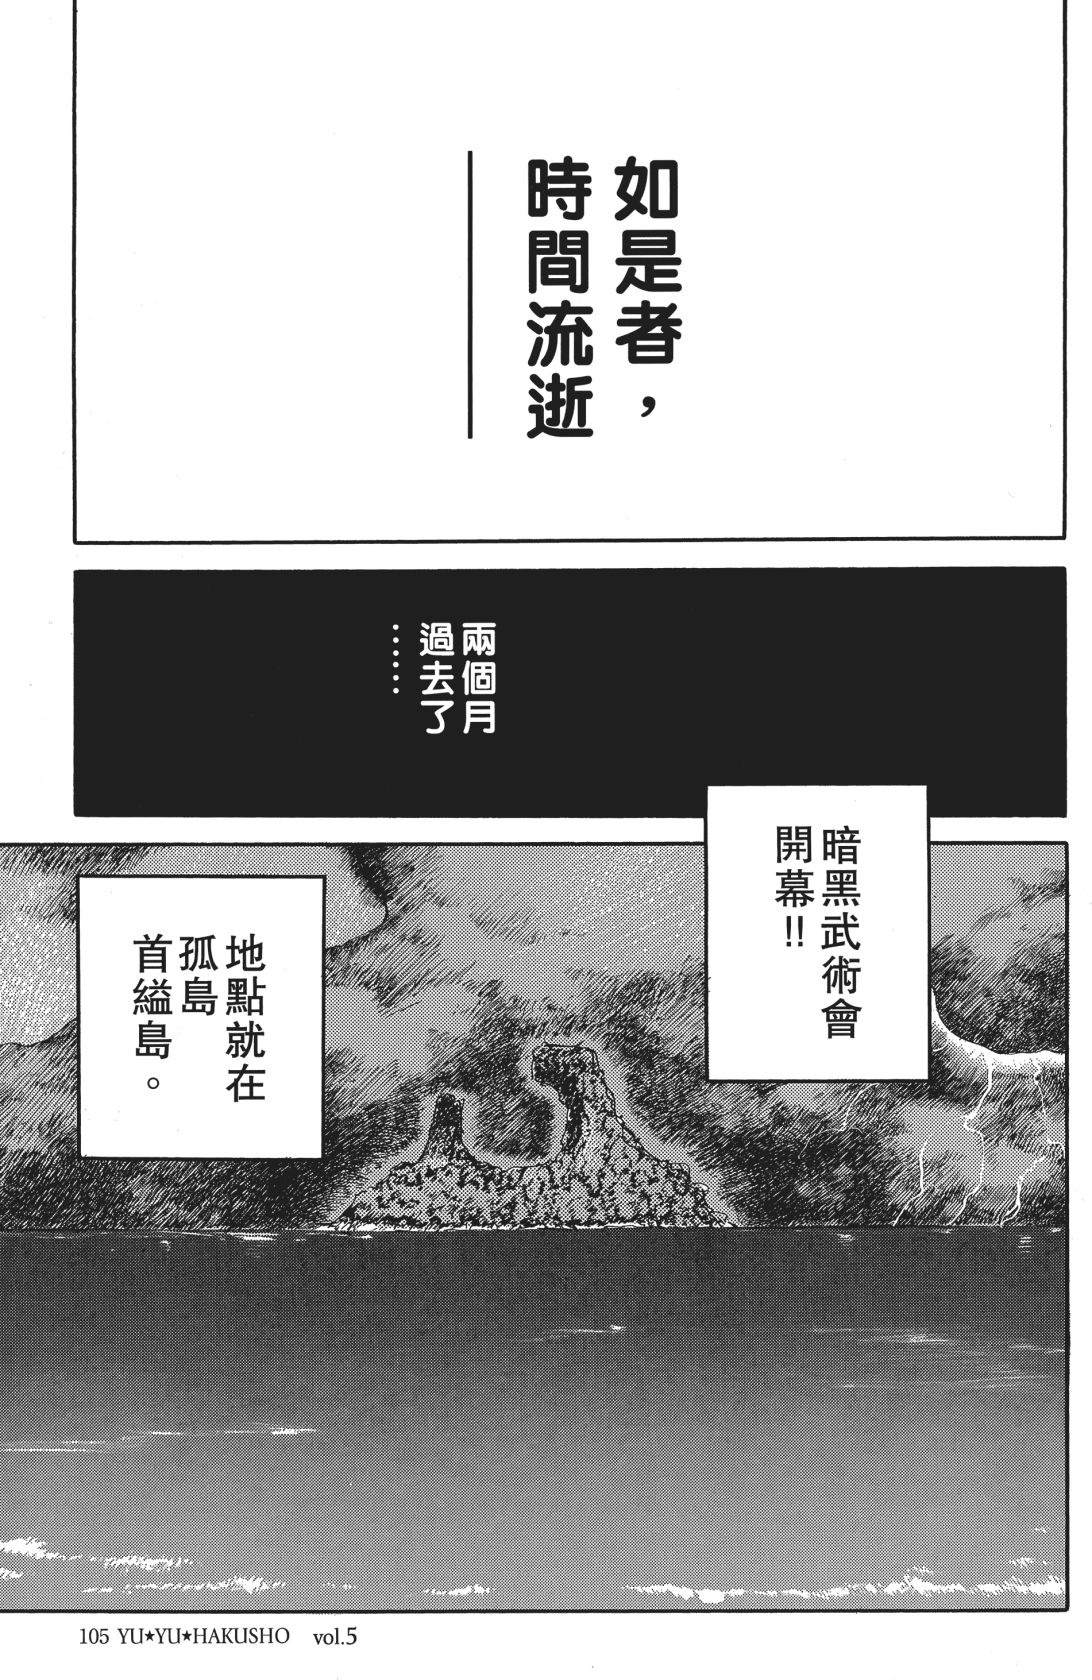 如是者，
時間流逝
——
兩個月
過去了
……
暗黑武術會
開幕!!
地點就在
孤島
首縊島。
105 YU★YU★HAKUSHO vol.5